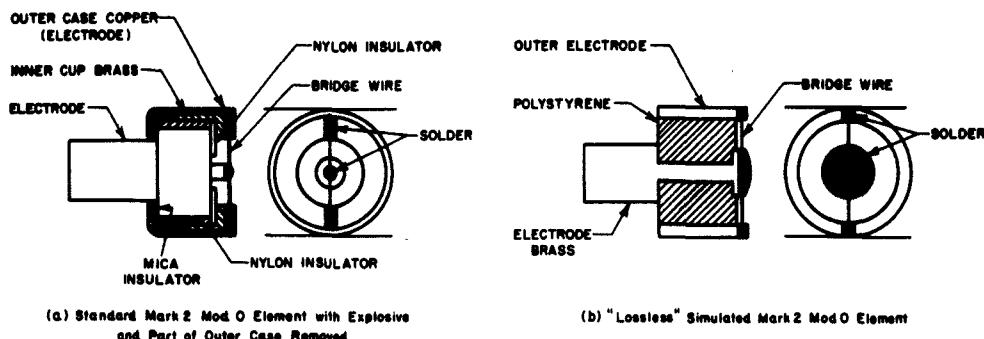 OUTER CASE COPPER
(ELECTRODE)
NYLON INSULATOR
INNER CUP BRASS
BRIDGE WIRE
ELECTRODE
SOLDER
MICA
INSULATOR
NYLON INSULATOR
(a) Standard Mark 2 Mod O Element with Explosive
and Part of Outer Case Removed
OUTER ELECTRODE
BRIDGE WIRE
POLYSTYRENE
SOLDER
ELECTRODE
BRASS
(b) "Lossless" Simulated Mark 2 Mod O Element